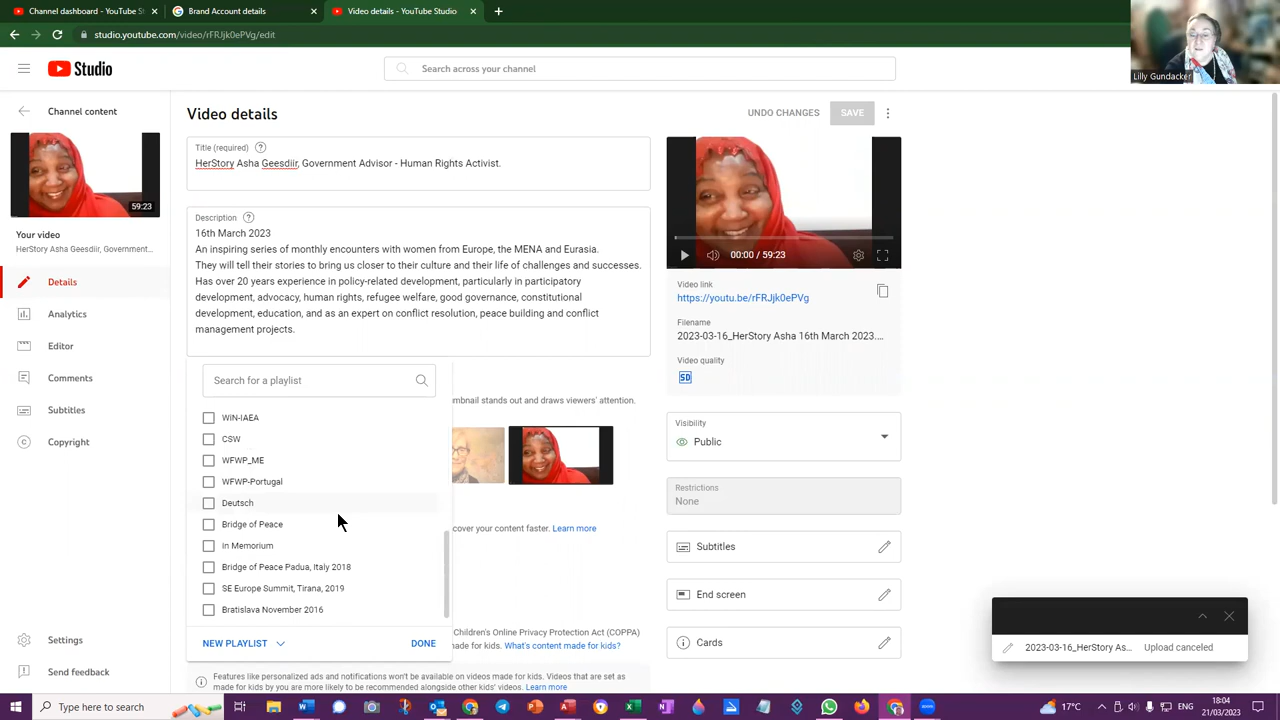 Channel dashboard - YouTube St
Brand Account details
Video details - YouTube Studio
studio.youtube.com/video/rFRJjk0ePVg/edit
Lilly Gundacker
Studio
Search across your channel
Channel content
59:23
Your video
HerStory Asha Geesdiir, Government...
Details
Analytics
Editor
Comments
Subtitles
Copyright
Settings
Send feedback
Video details
UNDO CHANGES
SAVE
Title (required)
HerStory Asha Geesdiir, Government Advisor - Human Rights Activist.
Description
16th March 2023
An inspiring series of monthly encounters with women from Europe, the MENA and Eurasia.
They will tell their stories to bring us closer to their culture and their life of challenges and successes.
Has over 20 years experience in policy-related development, particularly in participatory
development, advocacy, human rights, refugee welfare, good governance, constitutional
development, education, and as an expert on conflict resolution, peace building and conflict
management projects.
Search for a playlist
mbnail stands out and draws viewers' attention.
WiN-IAEA
CSW
WFWP_ME
WFWP-Portugal
Deutsch
Bridge of Peace
In Memorium
Bridge of Peace Padua, Italy 2018
SE Europe Summit, Tirana, 2019
Bratislava November 2016
NEW PLAYLIST
DONE
cover your content faster. Learn more
Children's Online Privacy Protection Act (COPPA)
nade for kids. What's content made for kids?
Features like personalized ads and notifications won't be available on videos made for kids. Videos that are set as
made for kids by you are more likely to be recommended alongside other kids' videos. Learn more
00:00 / 59:23
Video link
https://youtu.be/rFRJjk0ePVg
Filename
2023-03-16_HerStory Asha 16th March 2023....
Video quality
SD
Visibility
Public
Restrictions
None
Subtitles
End screen
Cards
2023-03-16_HerStory As...
Upload canceled
Type here to search
17°C
ENG
18:04
21/03/2023